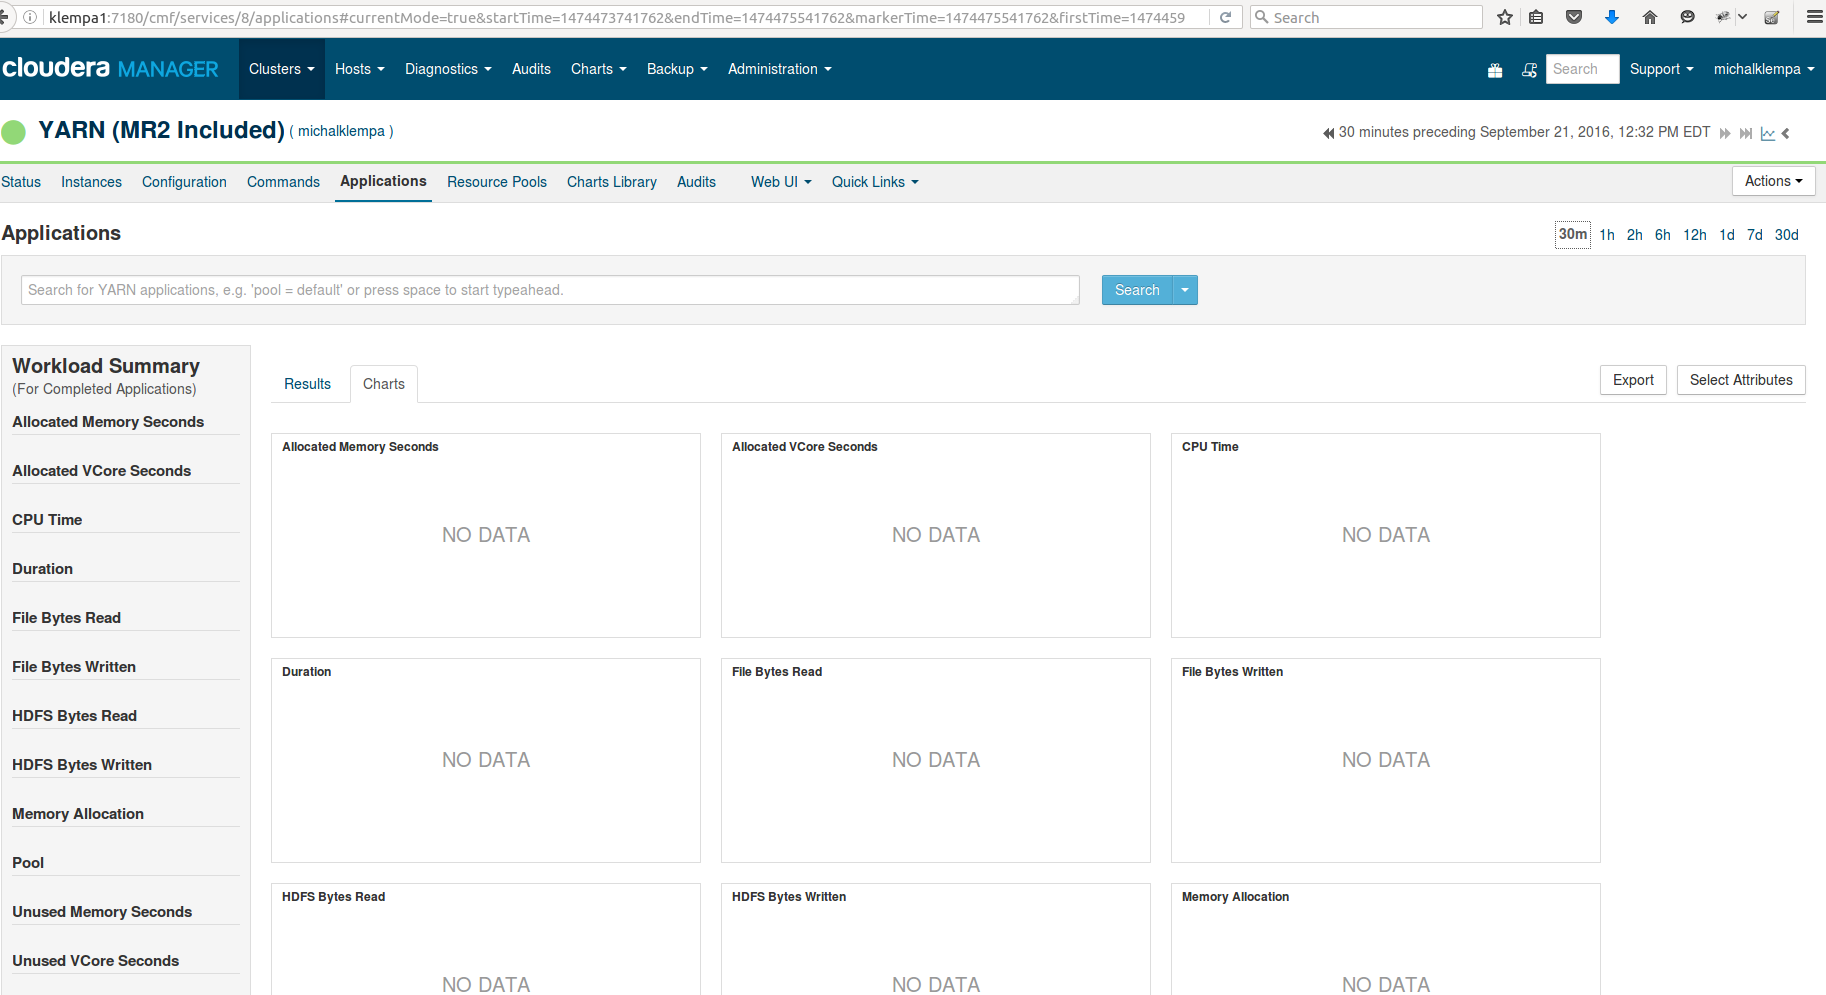 klempa1:7180/cmf/services/8/applications#currentMode=true&startTime=1474473741762&endTime=1474475541762&markerTime=1474475541762&firstTime=1474459
Search
cloudera MANAGER
Clusters
Hosts
Diagnostics
Audits
Charts
Backup
Administration
Search
Support
michalklempa
YARN (MR2 Included) ( michalklempa )
30 minutes preceding September 21, 2016, 12:32 PM EDT
Status
Instances
Configuration
Commands
Applications
Resource Pools
Charts Library
Audits
Web UI
Quick Links
Actions
Applications
30m 1h 2h 6h 12h 1d 7d 30d
Search for YARN applications, e.g. 'pool = default' or press space to start typeahead.
Search
Workload Summary
(For Completed Applications)
Allocated Memory Seconds
Allocated VCore Seconds
CPU Time
Duration
File Bytes Read
File Bytes Written
HDFS Bytes Read
HDFS Bytes Written
Memory Allocation
Pool
Unused Memory Seconds
Unused VCore Seconds
Results
Charts
Export
Select Attributes
Allocated Memory Seconds
NO DATA
Allocated VCore Seconds
NO DATA
CPU Time
NO DATA
Duration
NO DATA
File Bytes Read
NO DATA
File Bytes Written
NO DATA
HDFS Bytes Read
NO DATA
HDFS Bytes Written
NO DATA
Memory Allocation
NO DATA